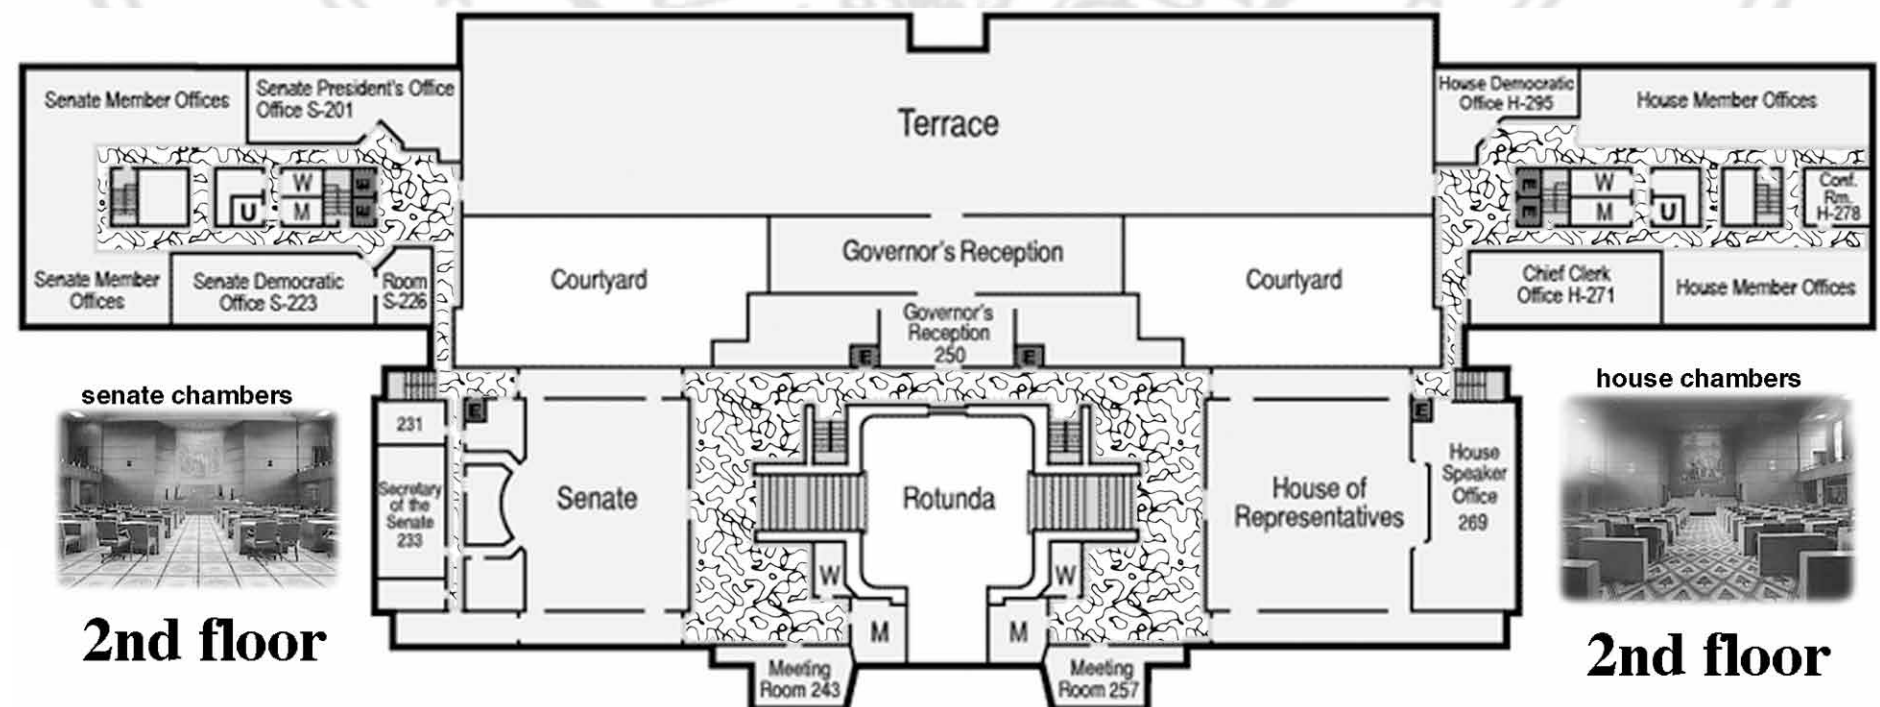 Senate Member Offices
Senate President's Office
Office S-201
Terrace
House Democratic
Office H-295
House Member Offices
W
M
U
E
E
E
E
W
M
U
Conf.
Rm.
H-278
Senate Member
Offices
Senate Democratic
Office S-223
Room
S-226
Courtyard
Governor's Reception
Courtyard
Chief Clerk
Office H-271
House Member Offices
Governor's
Reception
250
E
E
senate chambers
house chambers
231
E
E
Secretary
of the
Senate
233
Senate
Rotunda
House of
Representatives
House
Speaker
Office
269
W
W
M
M
2nd floor
2nd floor
Meeting
Room 243
Meeting
Room 257